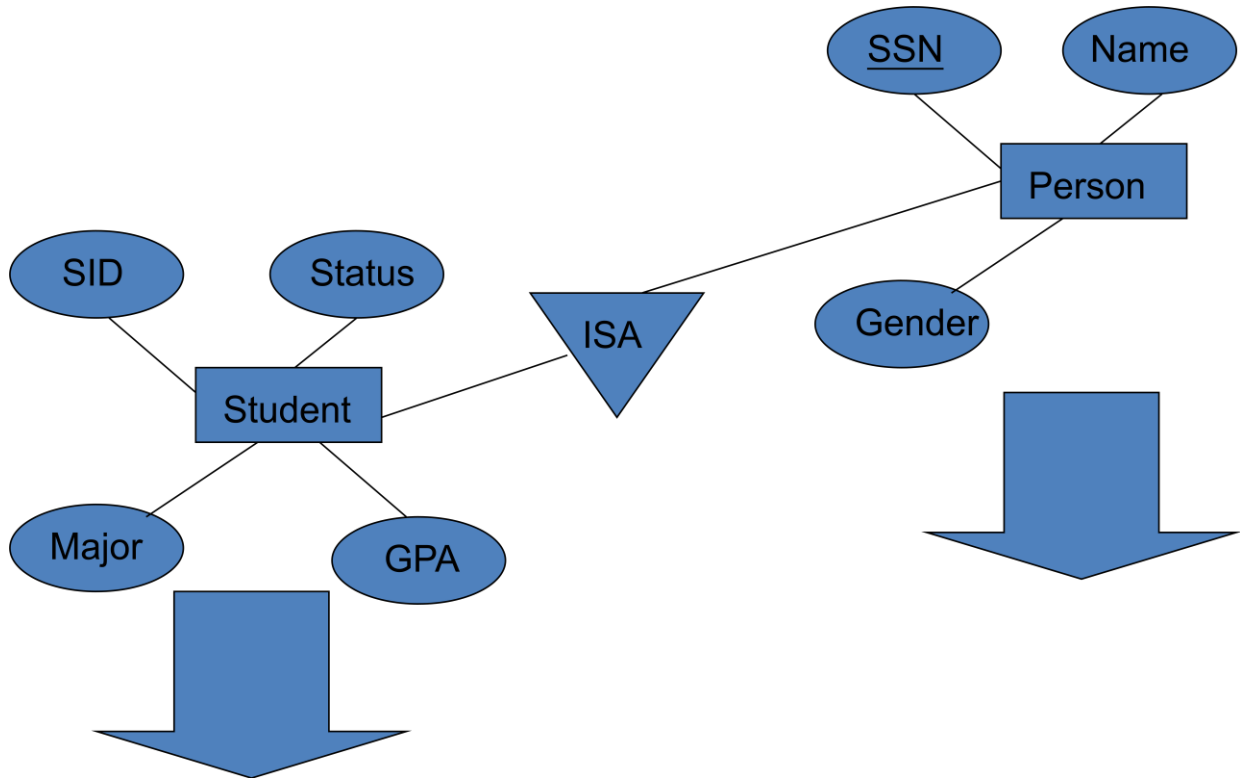 SSN
Name
Person
SID
Status
Gender
ISA
Student
Major
GPA